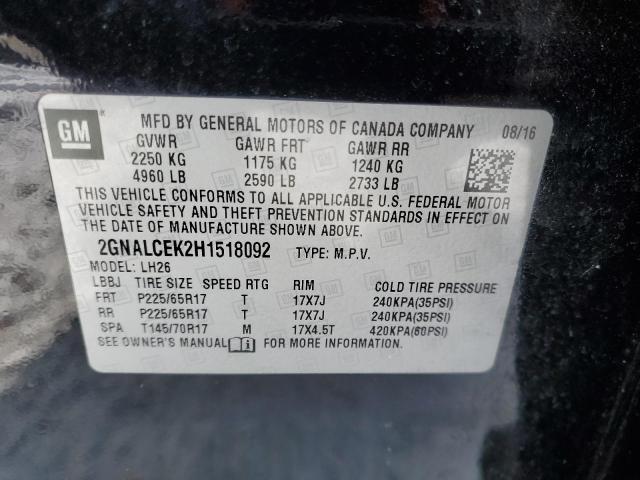 GM
MFD BY GENERAL MOTORS OF CANADA COMPANY 08/16
GVWR GAWR FRT GAWR RR
2250 KG 1175 KG 1240 KG
4960 LB 2590 LB 2733 LB
THIS VEHICLE CONFORMS TO ALL APPLICABLE U.S. FEDERAL MOTOR
VEHICLE SAFETY AND THEFT PREVENTION STANDARDS IN EFFECT ON
THE DATE OF MANUFACTURE SHOWN ABOVE.
2GNALCEK2H1518092 TYPE: M.P.V.
MODEL: LH26
LBBJ TIRE SIZE SPEED RTG RIM COLD TIRE PRESSURE
FRT P225/65R17 T 17X7J 240KPA(35PSI)
RR P225/65R17 T 17X7J 240KPA(35PSI)
SPA T145/70R17 M 17X4.5T 420KPA(60PSI)
SEE OWNER'S MANUAL FOR MORE INFORMATION.